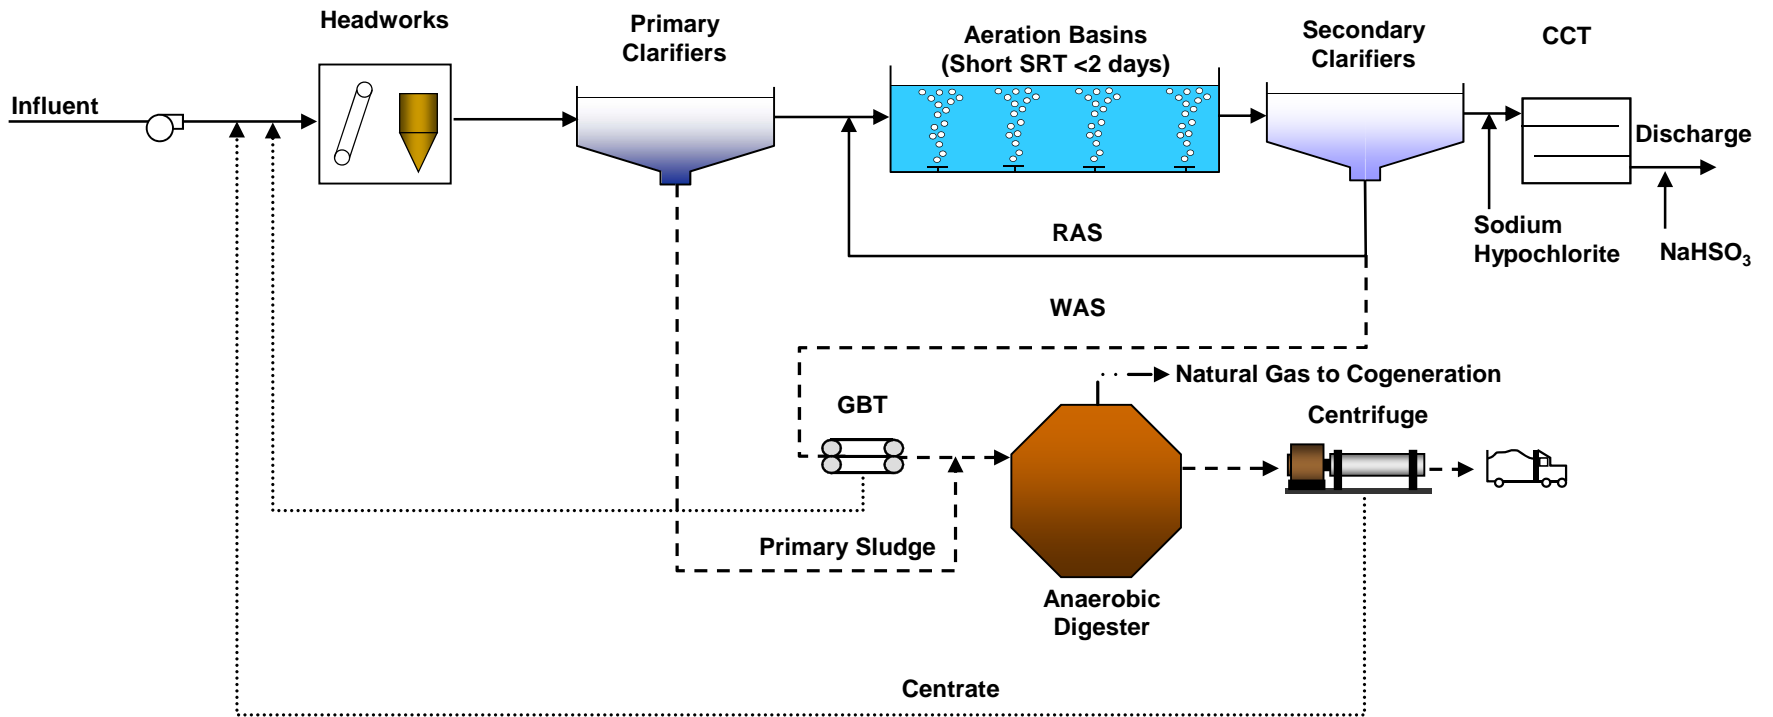 Headworks
Primary
Clarifiers
Aeration Basins
(Short SRT <2 days)
Secondary
Clarifiers
CCT
Influent
Discharge
Sodium
Hypochlorite
NaHSO₃
RAS
WAS
Natural Gas to Cogeneration
GBT
Centrifuge
Primary Sludge
Anaerobic
Digester
Centrate